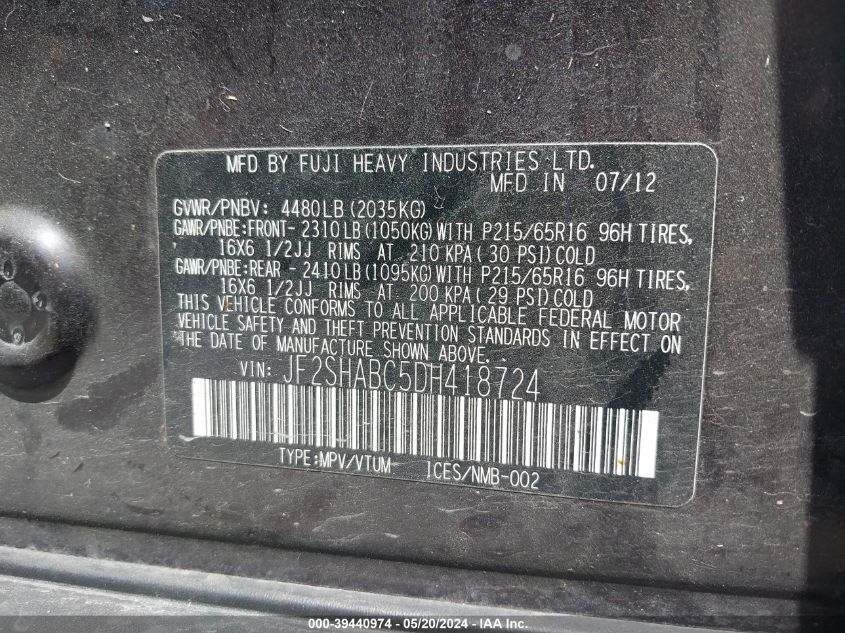 MFD BY FUJI HEAVY INDUSTRIES LTD.
MFD IN 07/12
GVWR/PNBV: 4480LB (2035KG)
GAWR/PNBE:FRONT- 2310LB (1050KG) WITH P215/65R16 96H TIRES,
16X6 1/2JJ RIMS AT 210 KPA ( 30 PSI) COLD
GAWR/PNBE:REAR - 2410LB (1095KG) WITH P215/65R16 96H TIRES,
16X6 1/2JJ RIMS AT 200 KPA ( 29 PSI) COLD
THIS VEHICLE CONFORMS TO ALL APPLICABLE FEDERAL MOTOR
VEHICLE SAFETY AND THEFT PREVENTION STANDARDS IN EFFECT ON
THE DATE OF MANUFACTURE SHOWN ABOVE.
VIN: JF2SHABC5DH418724
TYPE:MPV/VTUM ICES/NMB-002
000-39440974 - 05/20/2024 - IAA Inc.